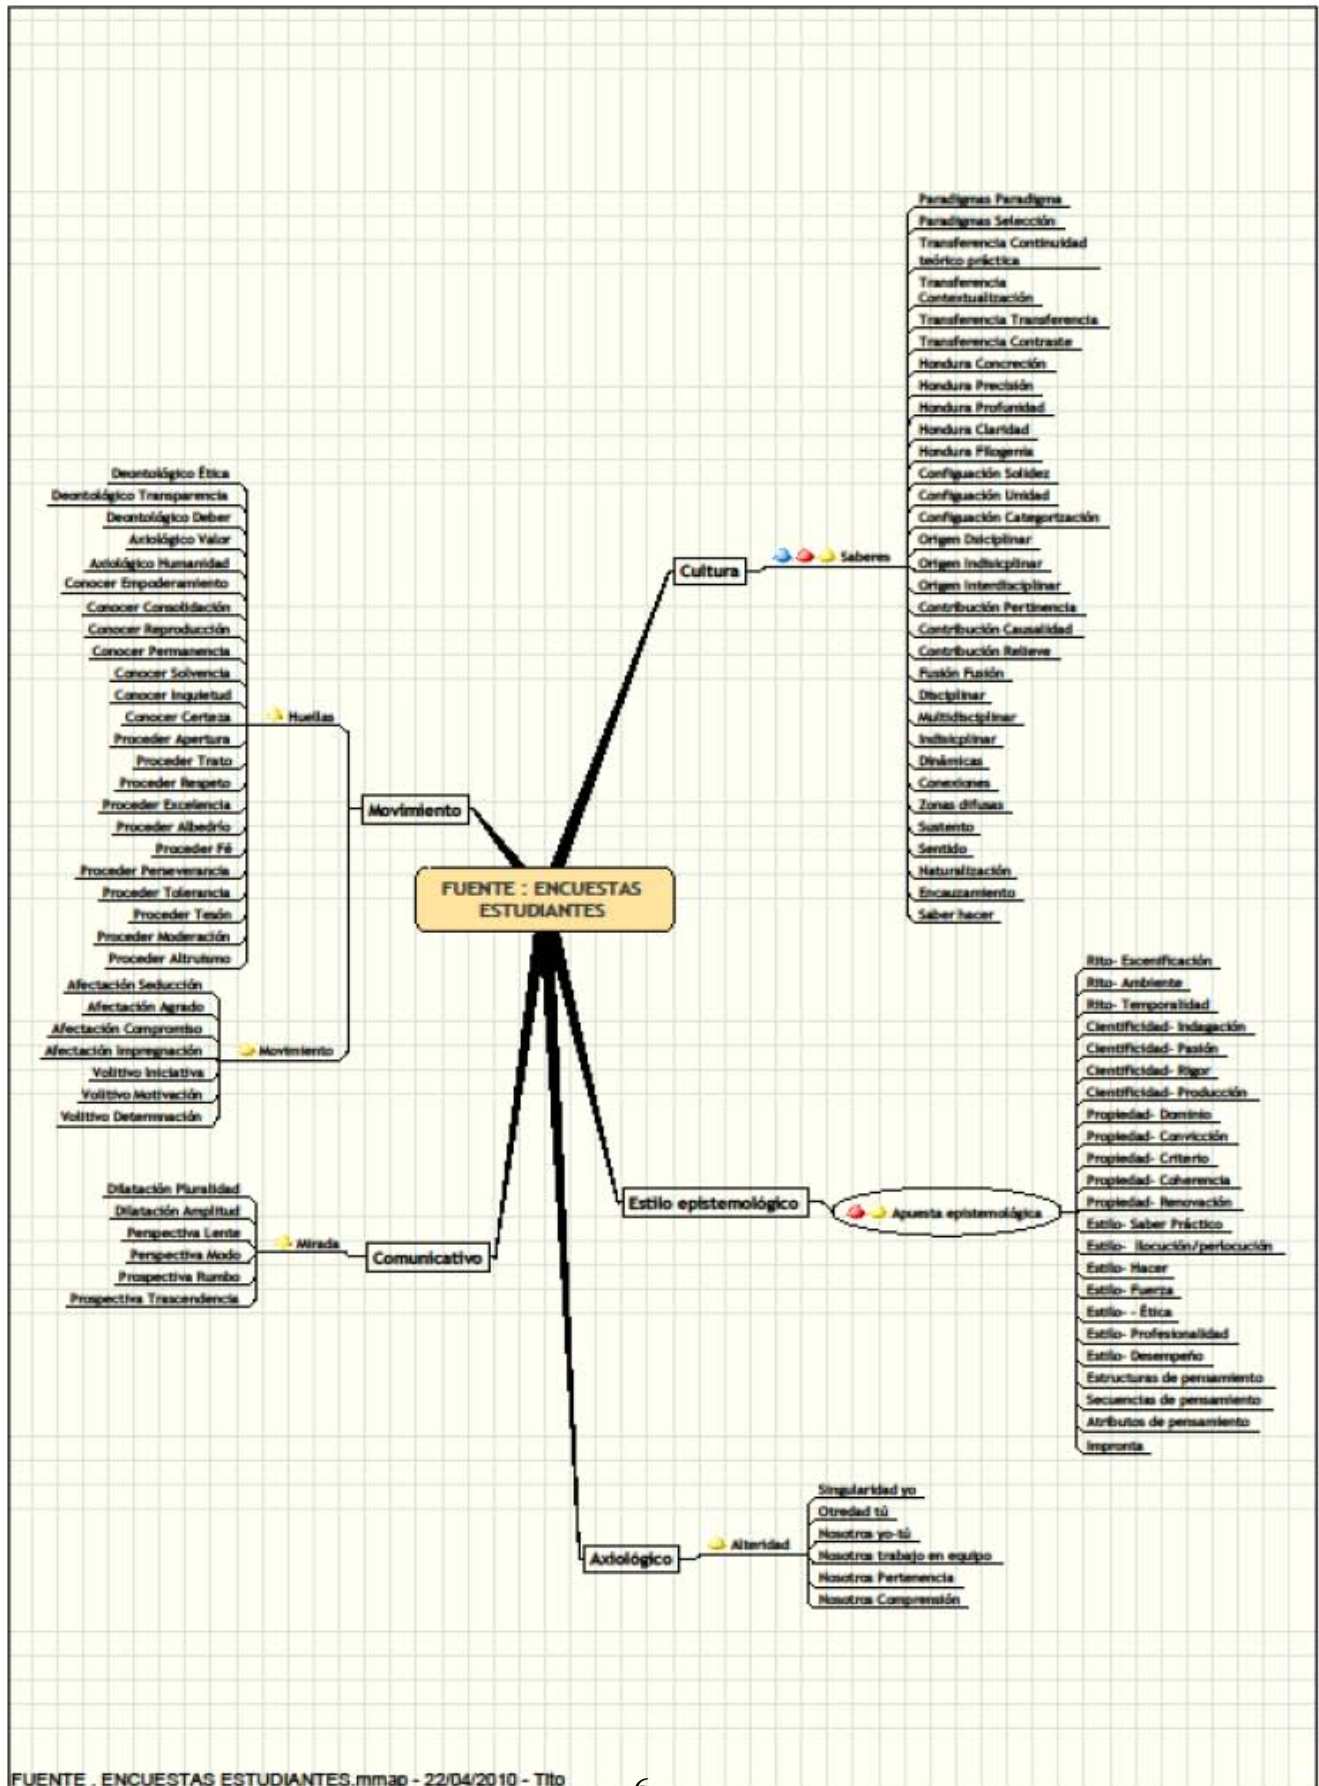 Paradigmas Paradigma
Paradigmas Selección
Transferencia Continuidad
teórico práctica
Transferencia
Contextualización
Transferencia Transferencia
Transferencia Contraste
Hondura Concreción
Hondura Precisión
Hondura Profunidad
Hondura Claridad
Hondura Filogenia
Configuación Solidez
Configuación Unidad
Configuación Categorización
Origen Dsiciplinar
Origen Indisicplinar
Origen Interdisciplinar
Contribución Pertinencia
Contribución Causalidad
Contribución Relieve
Fusión Fusión
Disciplinar
Multidisciplinar
Indisicplinar
Dinámicas
Conexiones
Zonas difusas
Sustento
Sentido
Naturalización
Encauzamiento
Saber hacer
Saberes
Cultura
Deontológico Ética
Deontológico Transparencia
Deontológico Deber
Axiológico Valor
Axiológico Humanidad
Conocer Empoderamiento
Conocer Consolidación
Conocer Reproducción
Conocer Permanencia
Conocer Solvencia
Conocer Inquietud
Conocer Certeza
Proceder Apertura
Proceder Trato
Proceder Respeto
Proceder Excelencia
Proceder Albedrío
Proceder Fé
Proceder Perseverancia
Proceder Tolerancia
Proceder Tesón
Proceder Moderación
Proceder Altruismo
Huellas
Movimiento
Afectación Seducción
Afectación Agrado
Afectación Compromiso
Afectación Impregnación
Volitivo Iniciativa
Volitivo Motivación
Volitivo Determnación
Movimiento
FUENTE : ENCUESTAS
ESTUDIANTES
Rito- Escenificación
Rito- Ambiente
Rito- Temporalidad
Cientificidad- Indagación
Cientificidad- Pasión
Cientificidad- Rigor
Cientificidad- Producción
Propiedad- Dominio
Propiedad- Convicción
Propiedad- Criterio
Propiedad- Coherencia
Propiedad- Renovación
Estilo- Saber Práctico
Estilo- Ilocución/perlocución
Estilo- Hacer
Estilo- Fuerza
Estilo- - Ética
Estilo- Profesionalidad
Estilo- Desempeño
Estructuras de pensamiento
Secuencias de pensamiento
Atributos de pensamiento
Impronta
Estilo epistemológico
Apuesta epistemológica
Dilatación Pluralidad
Dilatación Amplitud
Perspectiva Lente
Perspectiva Modo
Prospectiva Rumbo
Prospectiva Trascendencia
Mirada
Comunicativo
Singularidad yo
Otredad tú
Nosotros yo-tú
Nosotros trabajo en equipo
Nosotros Pertenencia
Nosotros Comprensión
Alteridad
Axiológico
FUENTE . ENCUESTAS ESTUDIANTES.mmap - 22/04/2010 - Tito